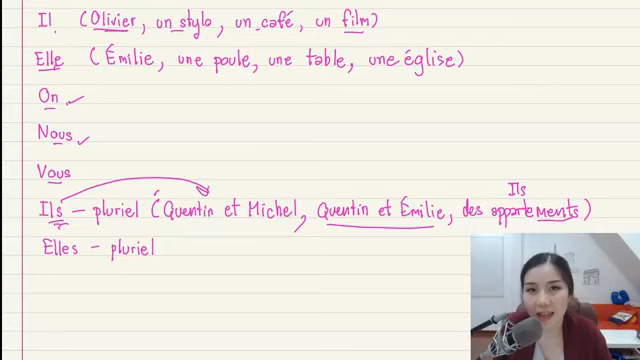 Il (Olivier, un stylo, un café, un film)
Elle (Émilie, une poule, une table, une église)
On
Nous
Vous
Ils
Ils – pluriel (Quentin et Michel, Quentin et Émilie, des appartements)
Elles – pluriel